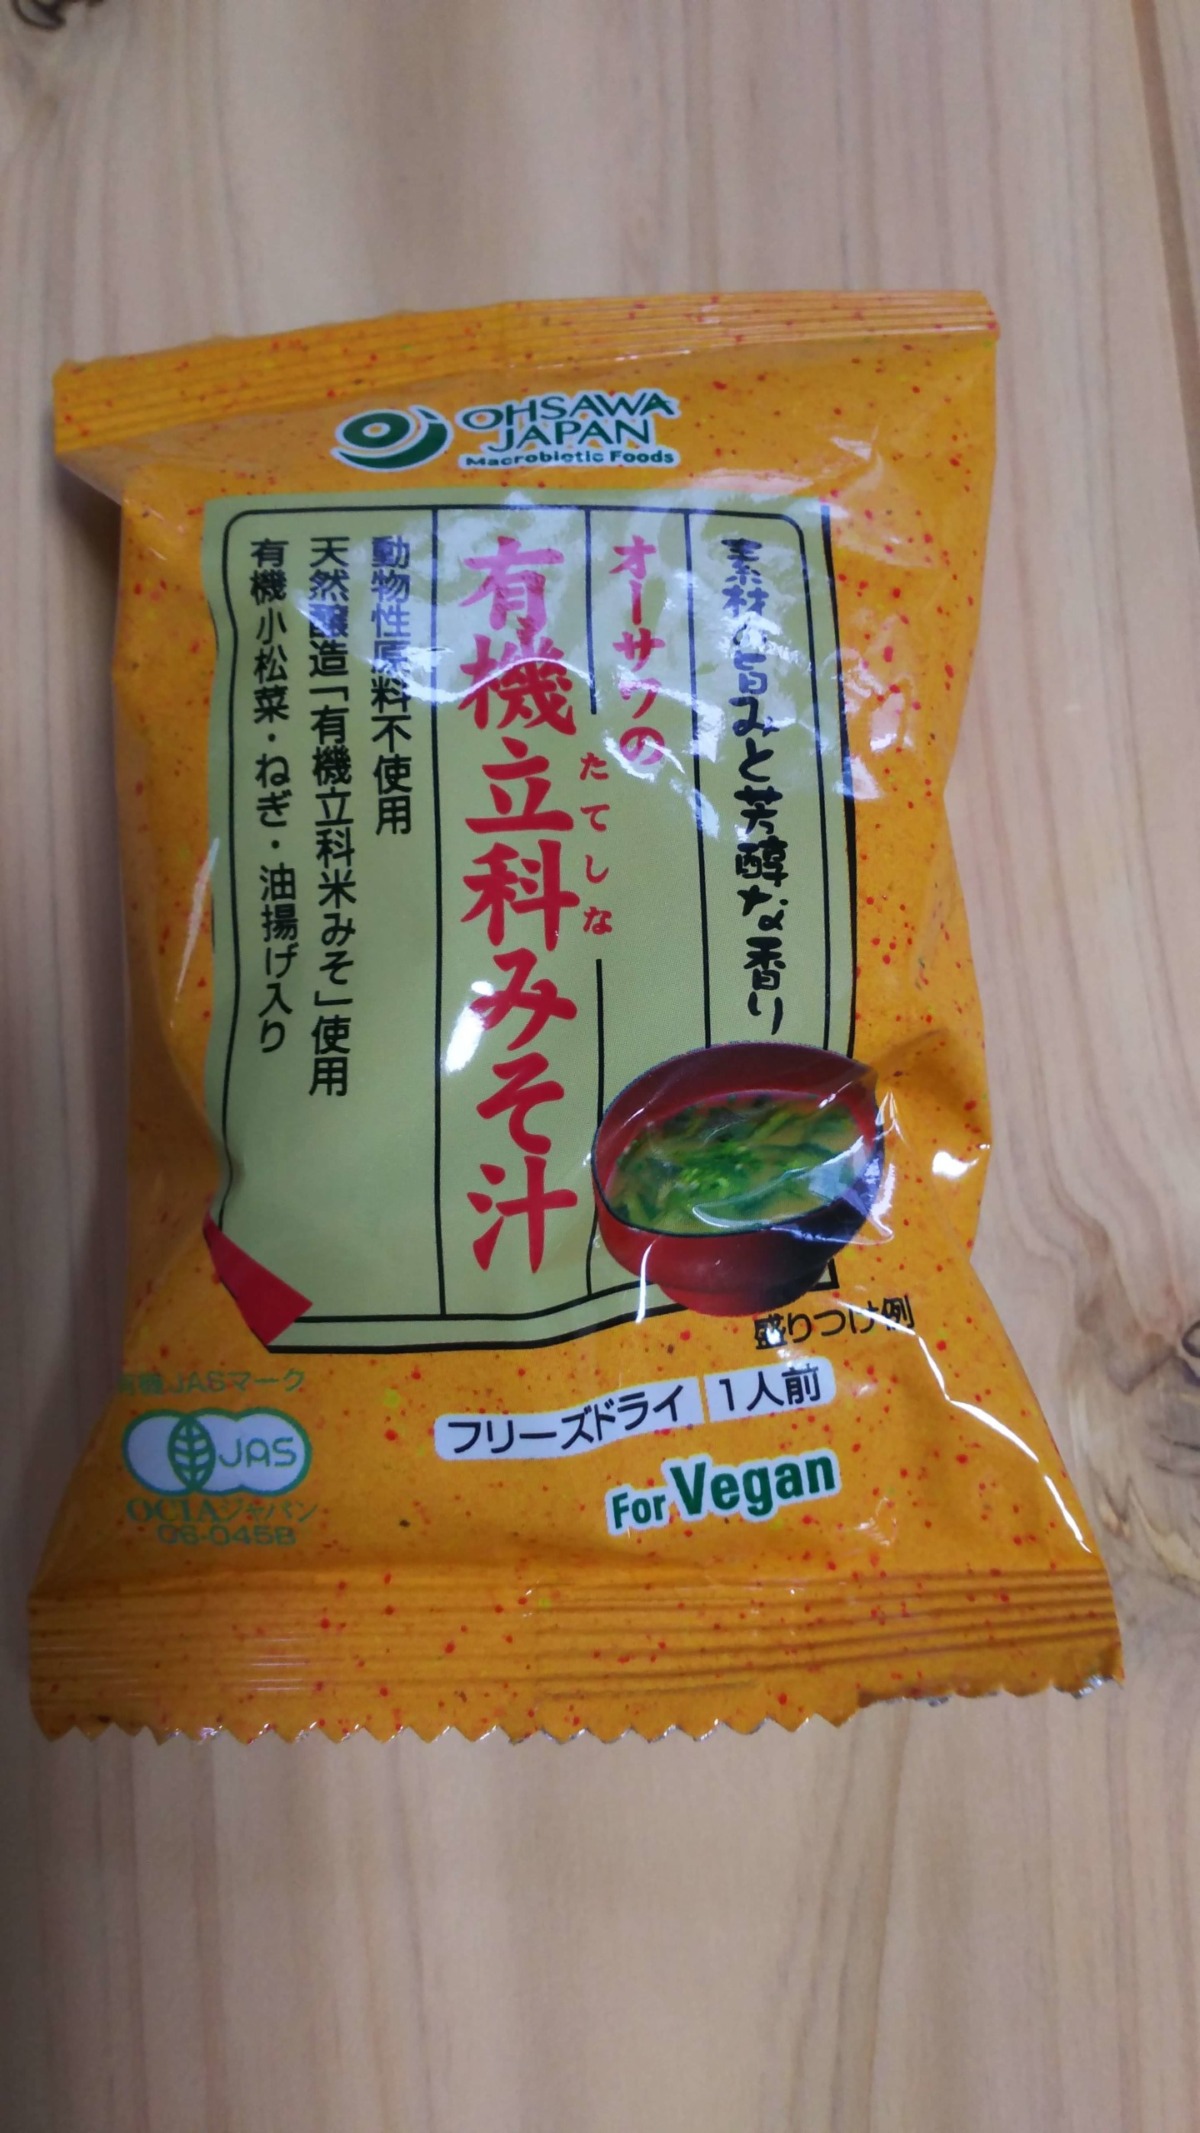 OHSAWA
JAPAN
Macrobiotic Foods
素材の旨みと芳醇な香り
オーサワの
有機立科みそ汁
たてしな
動物性原料不使用
天然醸造「有機立科米みそ」使用
有機小松菜・ねぎ・油揚げ入り
盛りつけ例
有機JASマーク
JAS
OCIAジャパン
06-045B
フリーズドライ 1人前
For Vegan